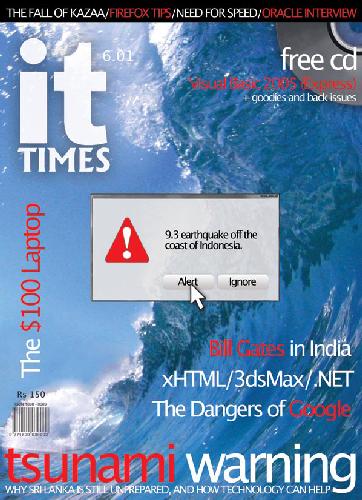 THE FALL OF KAZAA/FIREFOX TIPS/NEED FOR SPEED/ORACLE INTERVIEW
it
6.01
TIMES
free cd
Visual Basic 2005 (Express)
+ goodies and back issues
The $100 Laptop
9.3 earthquake off the
coast of Indonesia.
Alert
Ignore
Bill Gates in India
xHTML/3dsMax/.NET
The Dangers of Google
Rs 150
tsunami warning
WHY SRI LANKA IS STILL UNPREPARED, AND HOW TECHNOLOGY CAN HELP